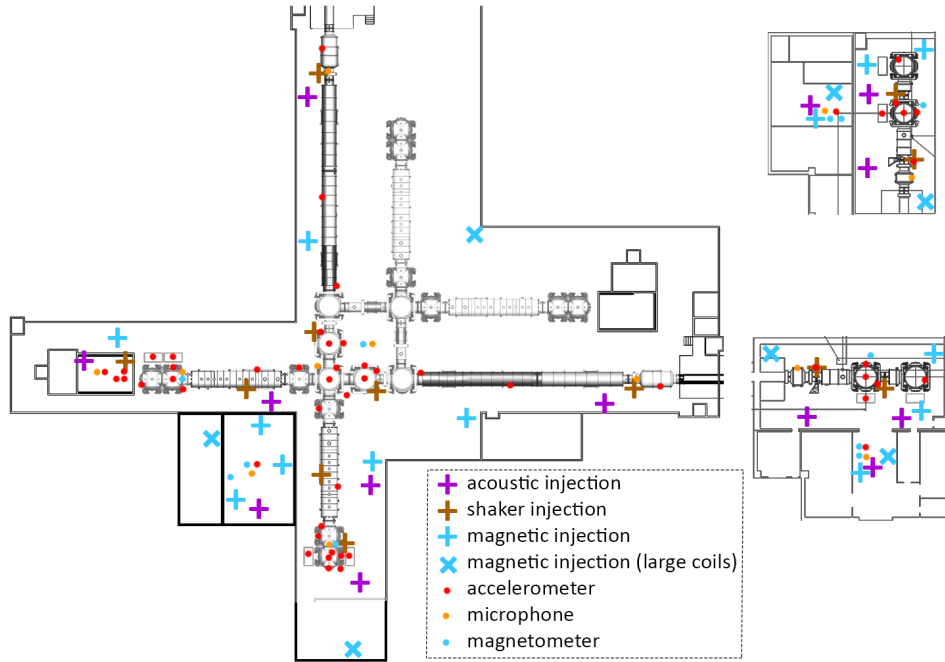 acoustic injection
shaker injection
magnetic injection
magnetic injection (large coils)
accelerometer
microphone
magnetometer